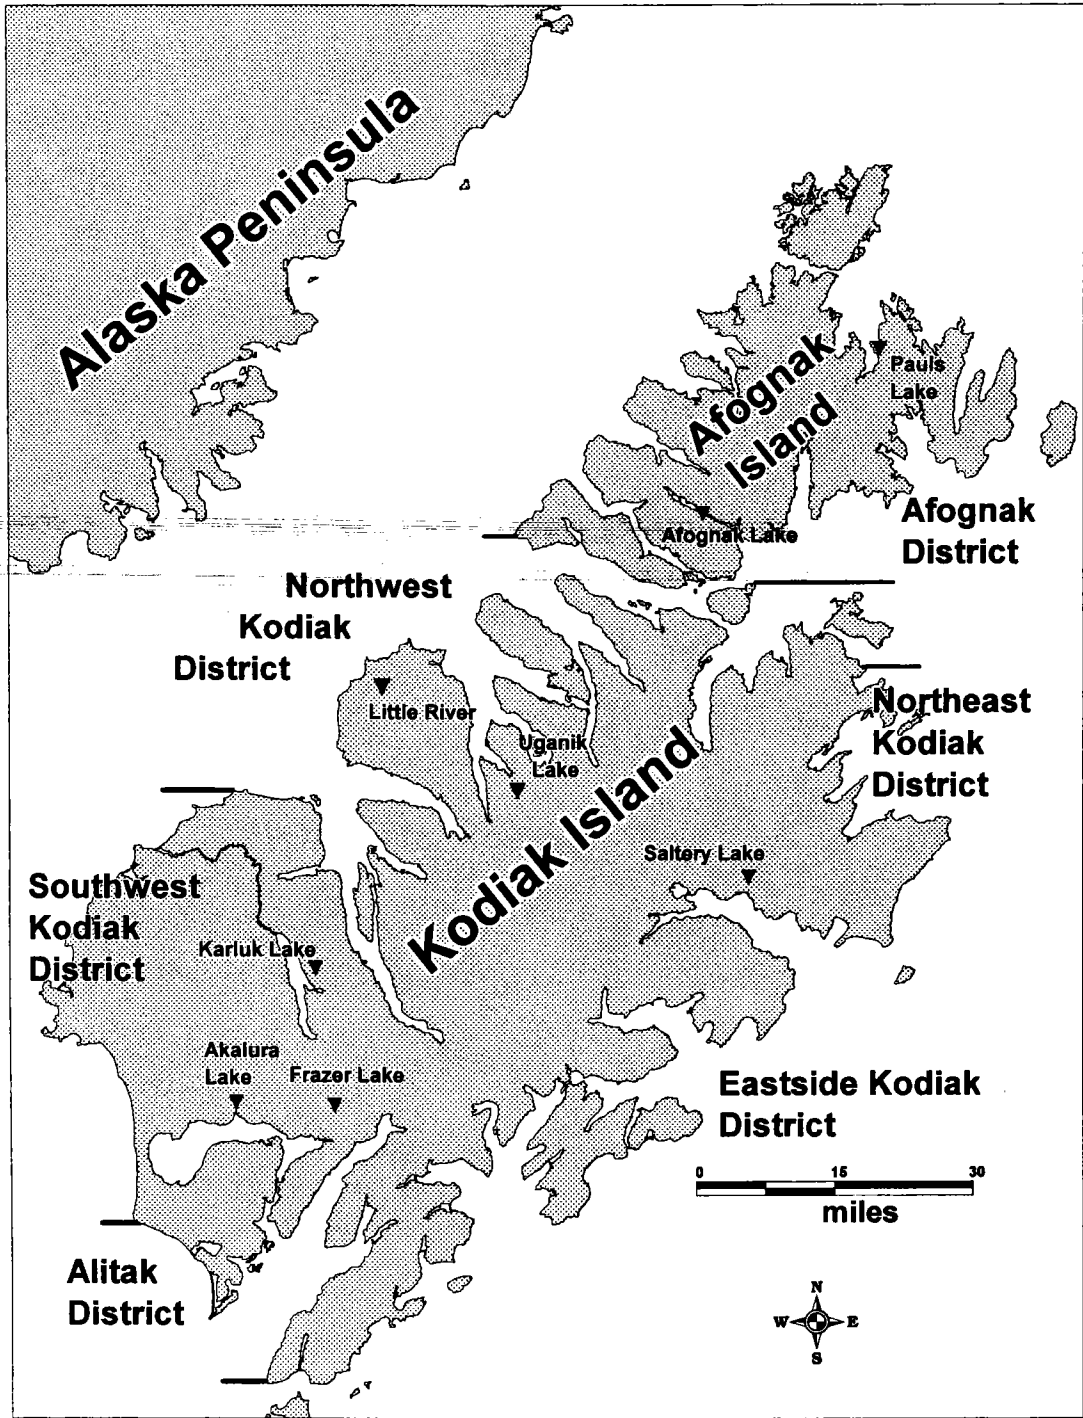 Alaska Peninsula
Pauls
Lake
Afognak
Island
Afognak
District
Afognak Lake
Northwest
Kodiak
District
Little River
Northeast
Kodiak
District
Uganik
Lake
Kodiak Island
Saltery Lake
Southwest
Kodiak
District
Karluk Lake
Akalura
Lake
Frazer Lake
Eastside Kodiak
District
0 15 30
miles
Alitak
District
N
W E
S